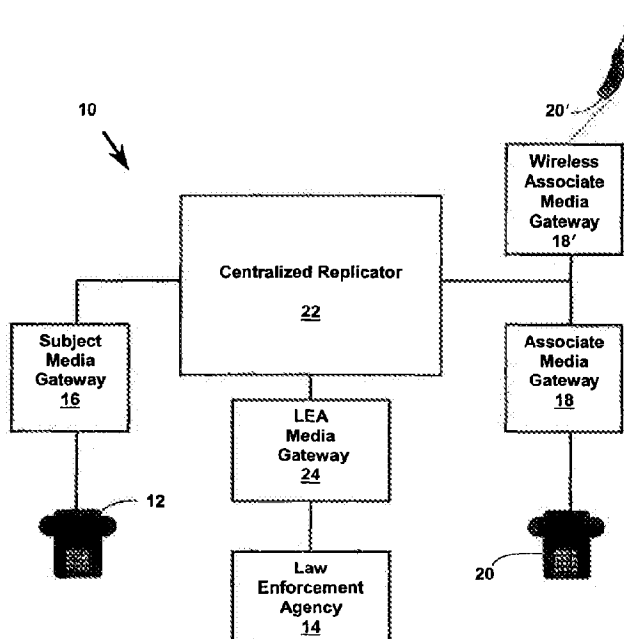 10
20'
Wireless
Associate
Media
Gateway
18'
Centralized Replicator
22
Subject
Media
Gateway
16
Associate
Media
Gateway
18
LEA
Media
Gateway
24
12
20
Law
Enforcement
Agency
14